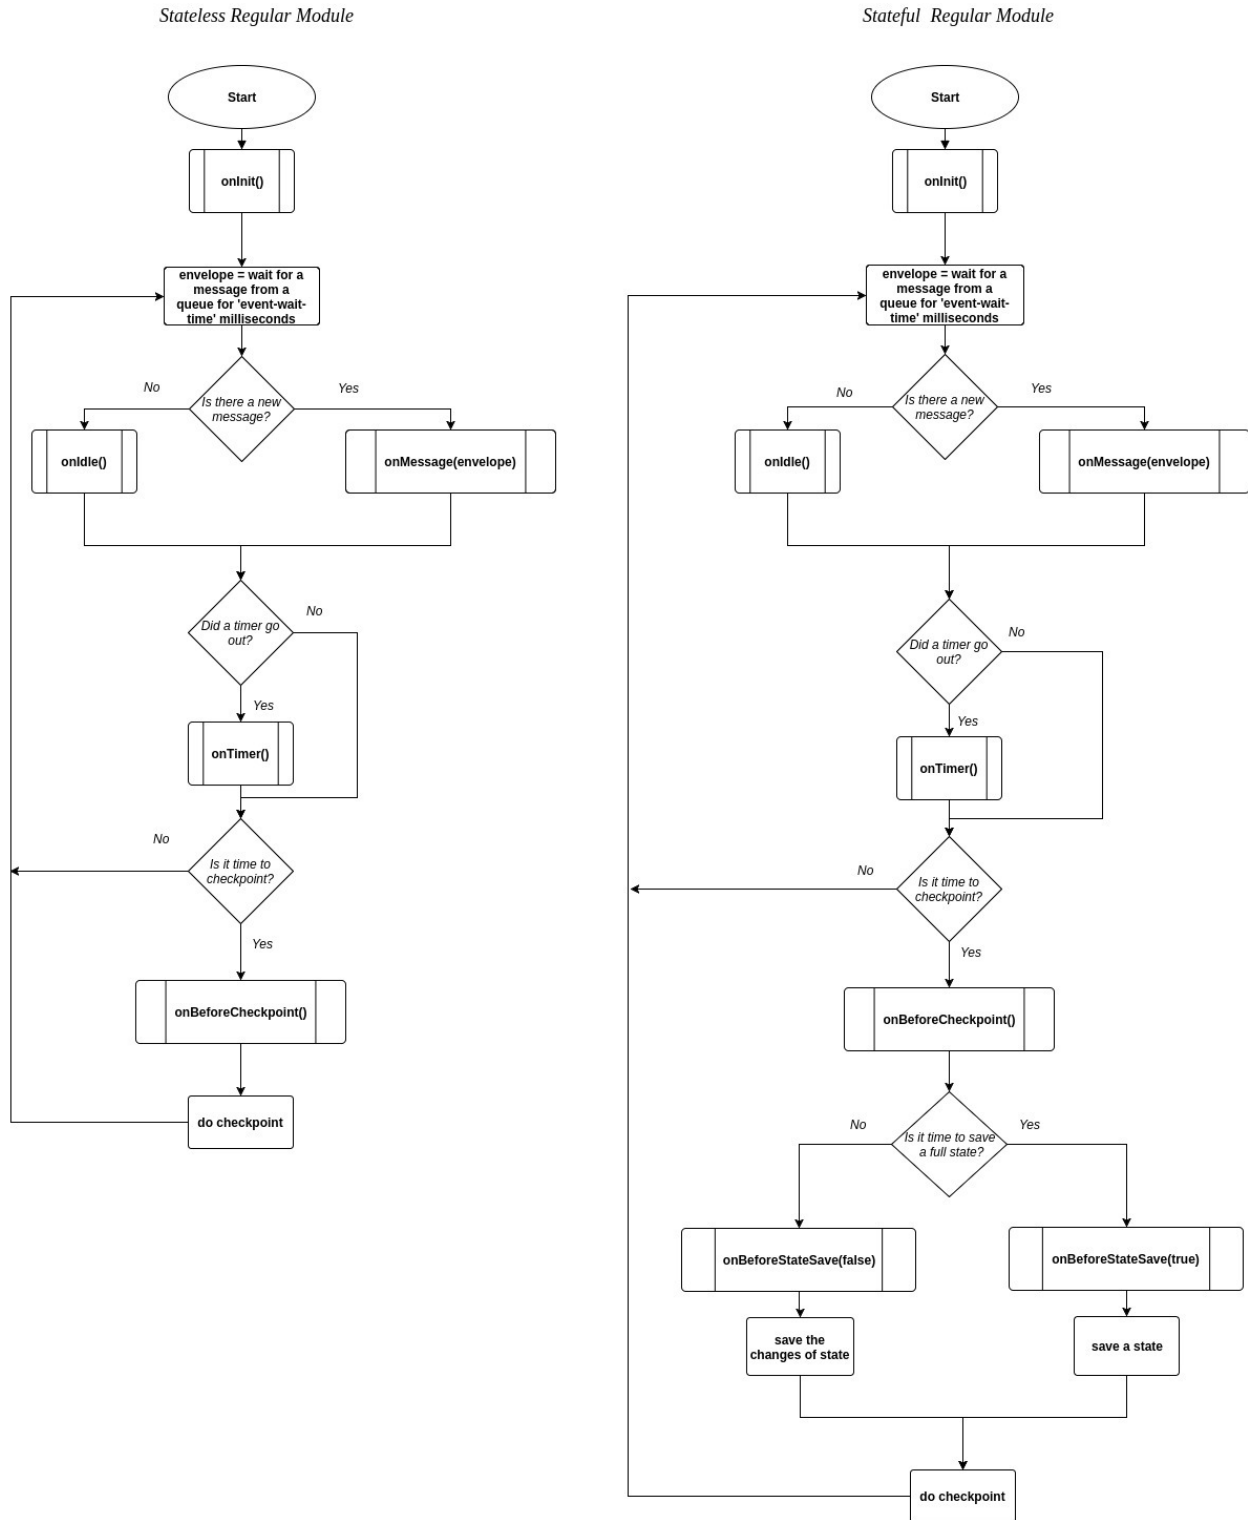 Stateless Regular Module
Start
onInit()
envelope = wait for a
message from a
queue for 'event-wait-
time' milliseconds
No
Yes
Is there a new
message?
onIdle()
onMessage(envelope)
Did a timer go
out?
No
Yes
onTimer()
No
Is it time to
checkpoint?
Yes
onBeforeCheckpoint()
do checkpoint
Stateful Regular Module
Start
onInit()
envelope = wait for a
message from a
queue for 'event-wait-
time' milliseconds
No
Yes
Is there a new
message?
onIdle()
onMessage(envelope)
Did a timer go
out?
No
Yes
onTimer()
No
Is it time to
checkpoint?
Yes
onBeforeCheckpoint()
No
Yes
Is it time to save
a full state?
onBeforeStateSave(false)
onBeforeStateSave(true)
save the
changes of state
save a state
do checkpoint